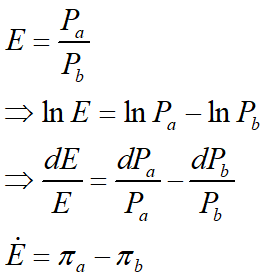 E = P_a / P_b
⇒ ln E = ln P_a − ln P_b
⇒ dE / E = dP_a / P_a − dP_b / P_b
Ė = π_a − π_b